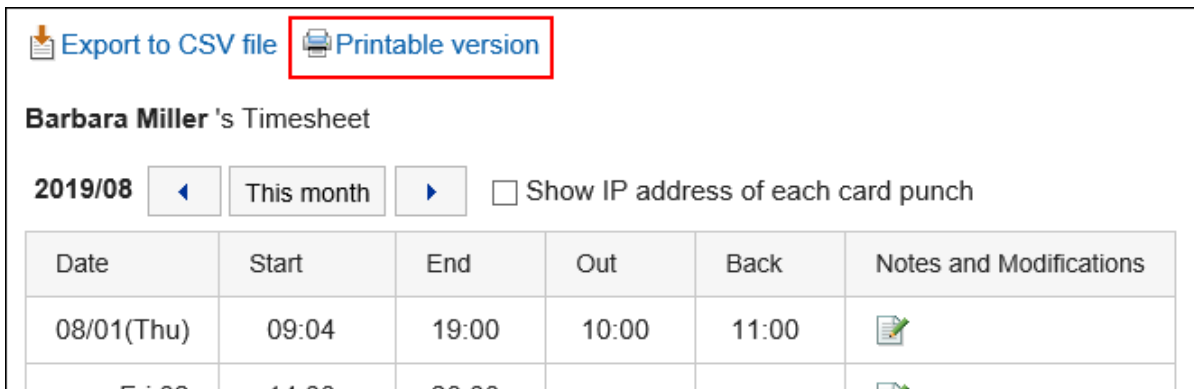 Export to CSV file Printable version
Barbara Miller 's Timesheet
2019/08 This month Show IP address of each card punch
Date Start End Out Back Notes and Modifications
08/01(Thu) 09:04 19:00 10:00 11:00